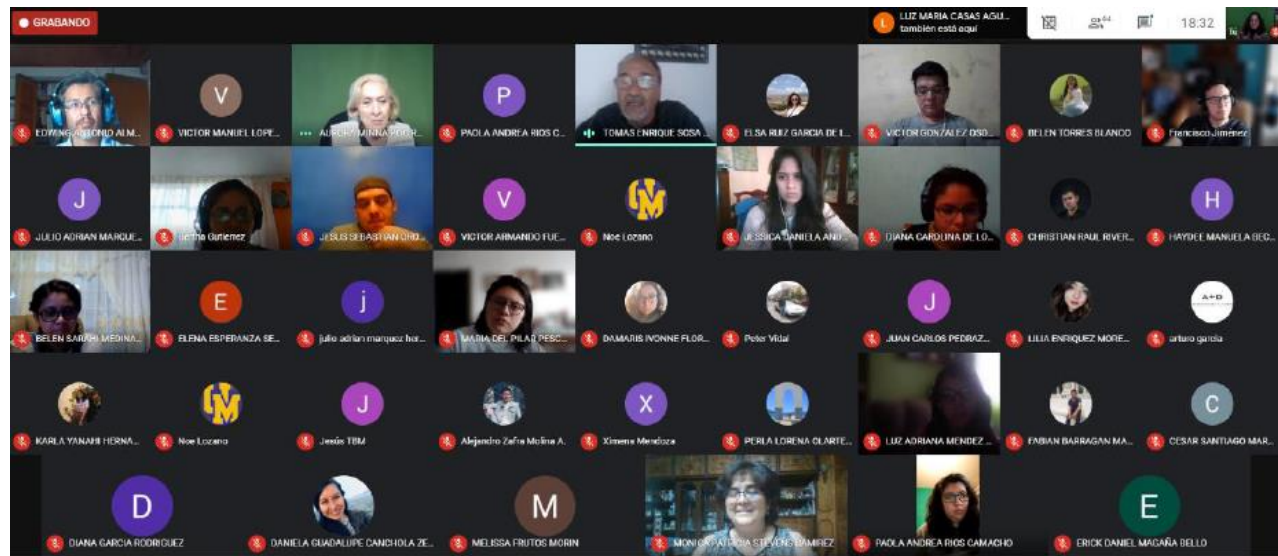 GRABANDO
L LUZ MARIA CASAS AGU...
también está aquí
44
18:32
Tú
EDWING ANTONIO ALM...
V
VICTOR MANUEL LOPE...
AURORA MINNA POO R...
P
PAOLA ANDREA RIOS C...
TOMAS ENRIQUE SOSA ...
ELSA RUIZ GARCIA DE L...
VICTOR GONZALEZ OSO...
BELEN TORRES BLANCO
Francisco Jiménez
J
JULIO ADRIAN MARQUE...
Bertha Gutierrez
JESUS SEBASTIAN ORD...
V
VICTOR ARMANDO FUE...
Noe Lozano
JESSICA DANIELA AND...
DIANA CAROLINA DE LO...
CHRISTIAN RAUL RIVER...
H
HAYDEE MANUELA BEC...
BELEN SARAHI MEDINA...
E
ELENA ESPERANZA SE...
j
julio adrian marquez her...
MARIA DEL PILAR PESC...
DAMARIS IVONNE FLOR...
Peter Vidal
J
JUAN CARLOS PEDRAZ...
LILIA ENRIQUEZ MORE...
A+D
arturo garcia
KARLA YANAHI HERNA...
Noe Lozano
J
Jesús TBM
Alejandro Zafra Molina A.
X
Ximena Mendoza
PERLA LORENA OLARTE...
LUZ ADRIANA MENDEZ ...
FABIAN BARRAGAN MA...
C
CESAR SANTIAGO MAR...
D
DIANA GARCIA RODRIGUEZ
DANIELA GUADALUPE CANCHOLA ZE...
M
MELISSA FRUTOS MORIN
MONICA PATRICIA STEVENS RAMIREZ
PAOLA ANDREA RIOS CAMACHO
E
ERICK DANIEL MAGAÑA BELLO